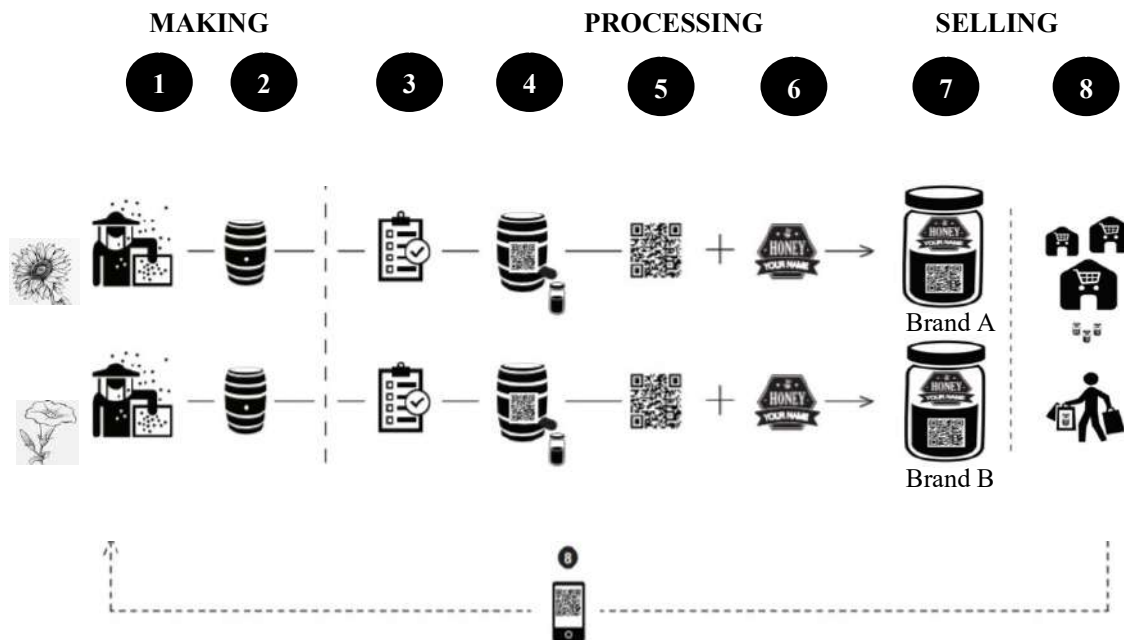 MAKING PROCESSING SELLING
1 2 3 4 5 6 7 8
HONEY
YOUR NAME
HONEY
YOUR NAME
Brand A
HONEY
YOUR NAME
HONEY
YOUR NAME
Brand B
8